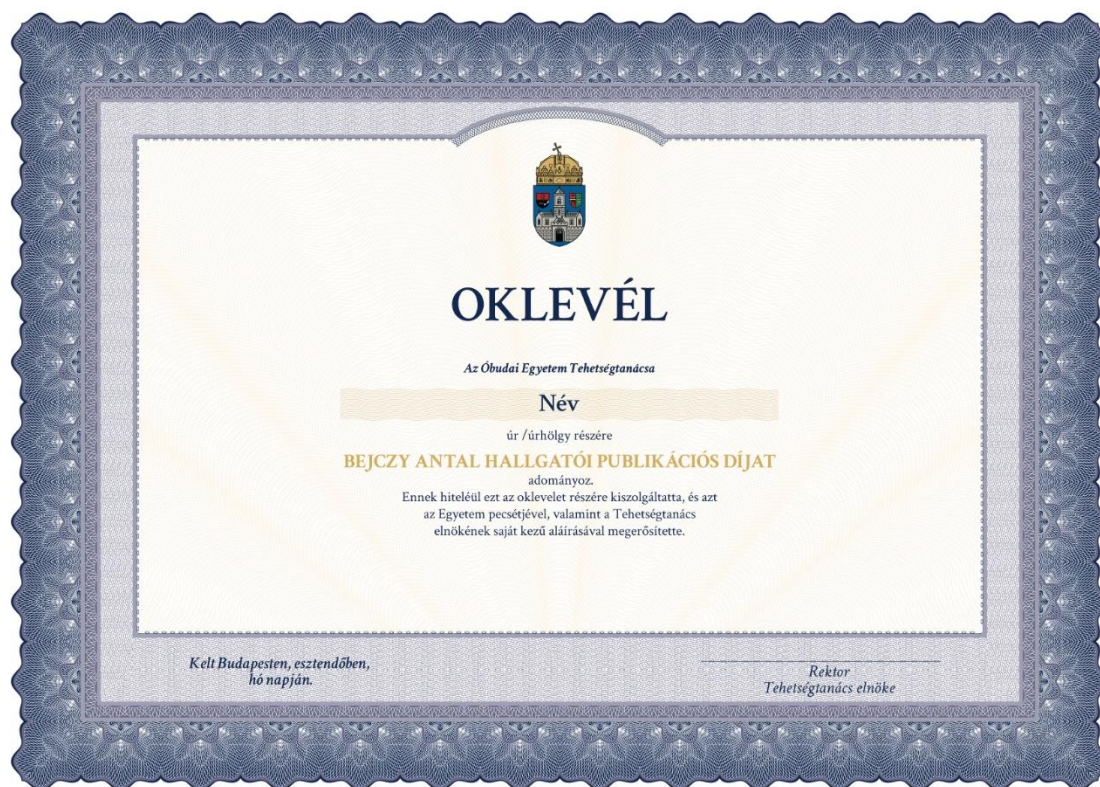 OKLEVÉL
Az Óbudai Egyetem Tehetségtanácsa
Név
úr /úrhölgy részére
BEJCZY ANTAL HALLGATÓI PUBLIKÁCIÓS DÍJAT
adományoz.
Ennek hiteléül ezt az oklevelet részére kiszolgáltatta, és azt
az Egyetem pecsétjével, valamint a Tehetségtanács
elnökének saját kezű aláírásával megerősítette.
Kelt Budapesten, esztendőben,
hó napján.
Rektor
Tehetségtanács elnöke